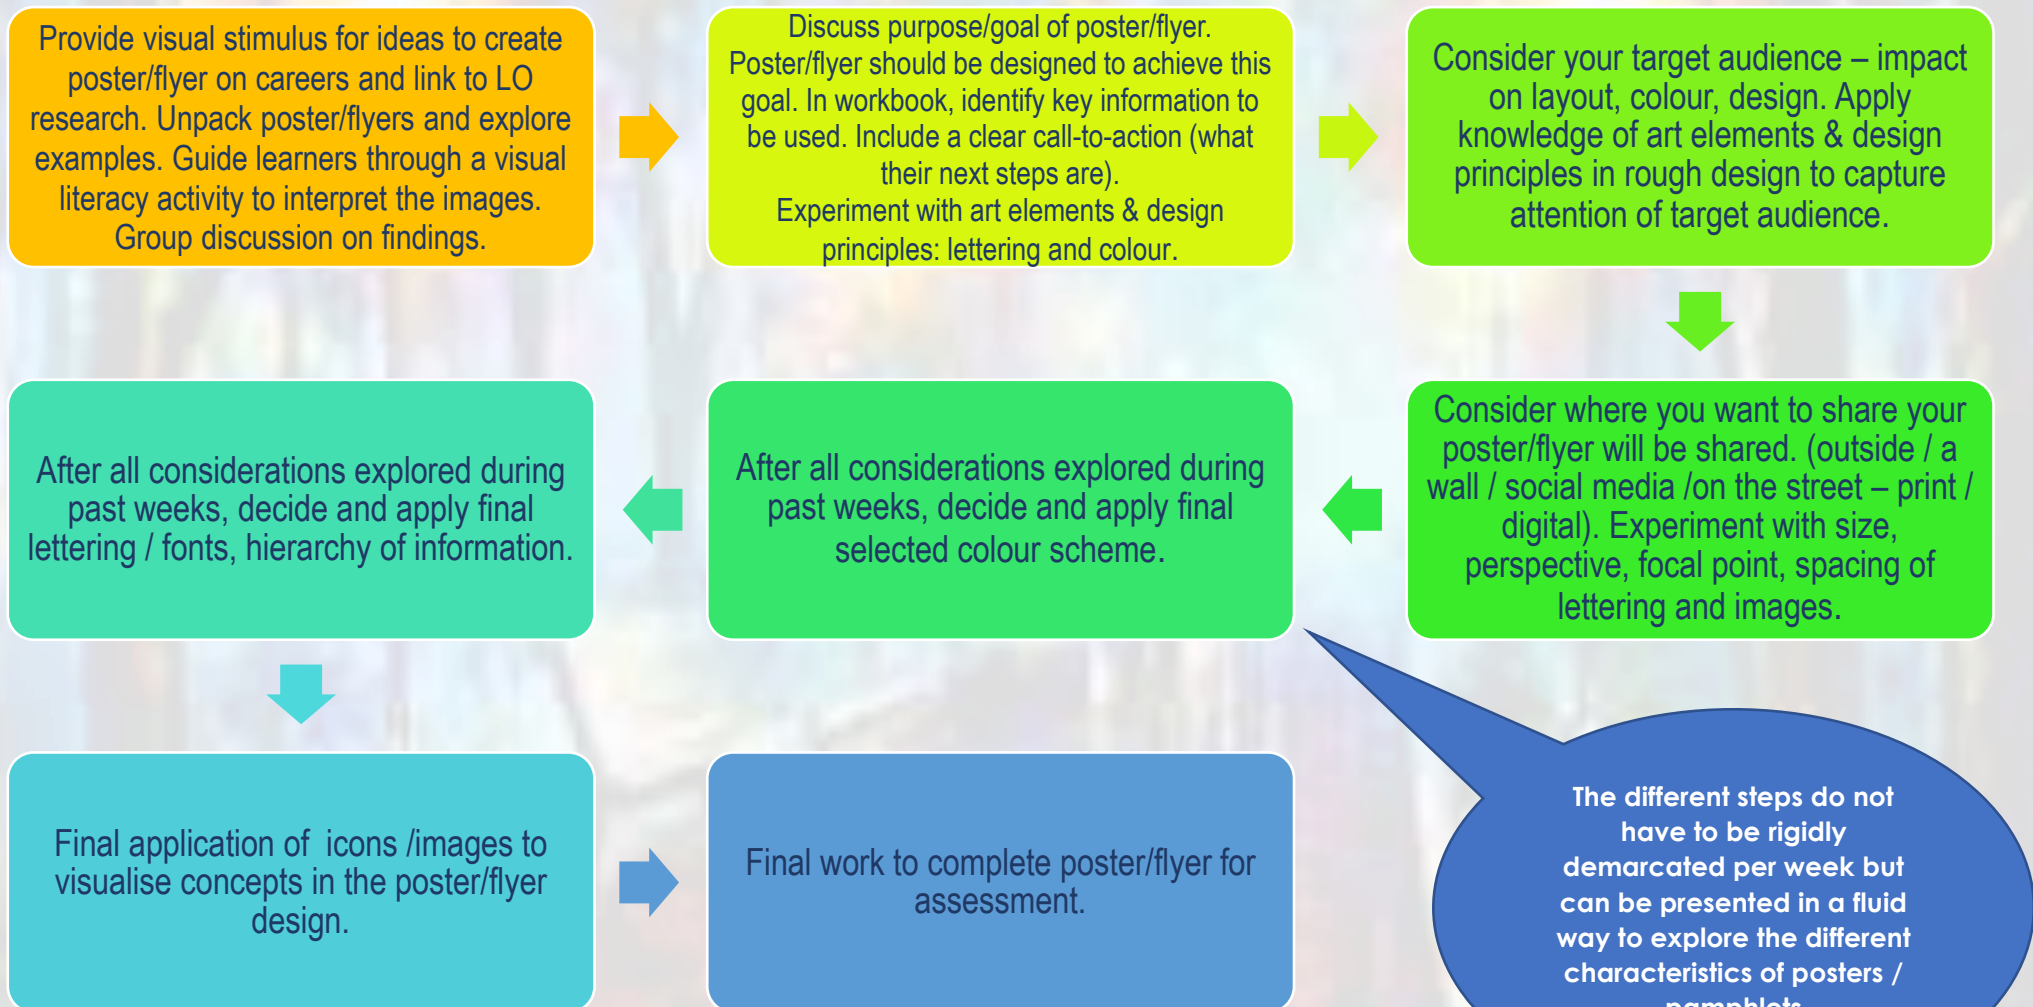 Provide visual stimulus for ideas to create
poster/flyer on careers and link to LO
research. Unpack poster/flyers and explore
examples. Guide learners through a visual
literacy activity to interpret the images.
Group discussion on findings.
Discuss purpose/goal of poster/flyer.
Poster/flyer should be designed to achieve this
goal. In workbook, identify key information to
be used. Include a clear call-to-action (what
their next steps are).
Experiment with art elements & design
principles: lettering and colour.
Consider your target audience – impact
on layout, colour, design. Apply
knowledge of art elements & design
principles in rough design to capture
attention of target audience.
Consider where you want to share your
poster/flyer will be shared. (outside / a
wall / social media /on the street – print /
digital). Experiment with size,
perspective, focal point, spacing of
lettering and images.
After all considerations explored during
past weeks, decide and apply final
selected colour scheme.
After all considerations explored during
past weeks, decide and apply final
lettering / fonts, hierarchy of information.
Final application of  icons /images to
visualise concepts in the poster/flyer
design.
Final work to complete poster/flyer for
assessment.
The different steps do not
have to be rigidly
demarcated per week but
can be presented in a fluid
way to explore the different
characteristics of posters /
pamphlets